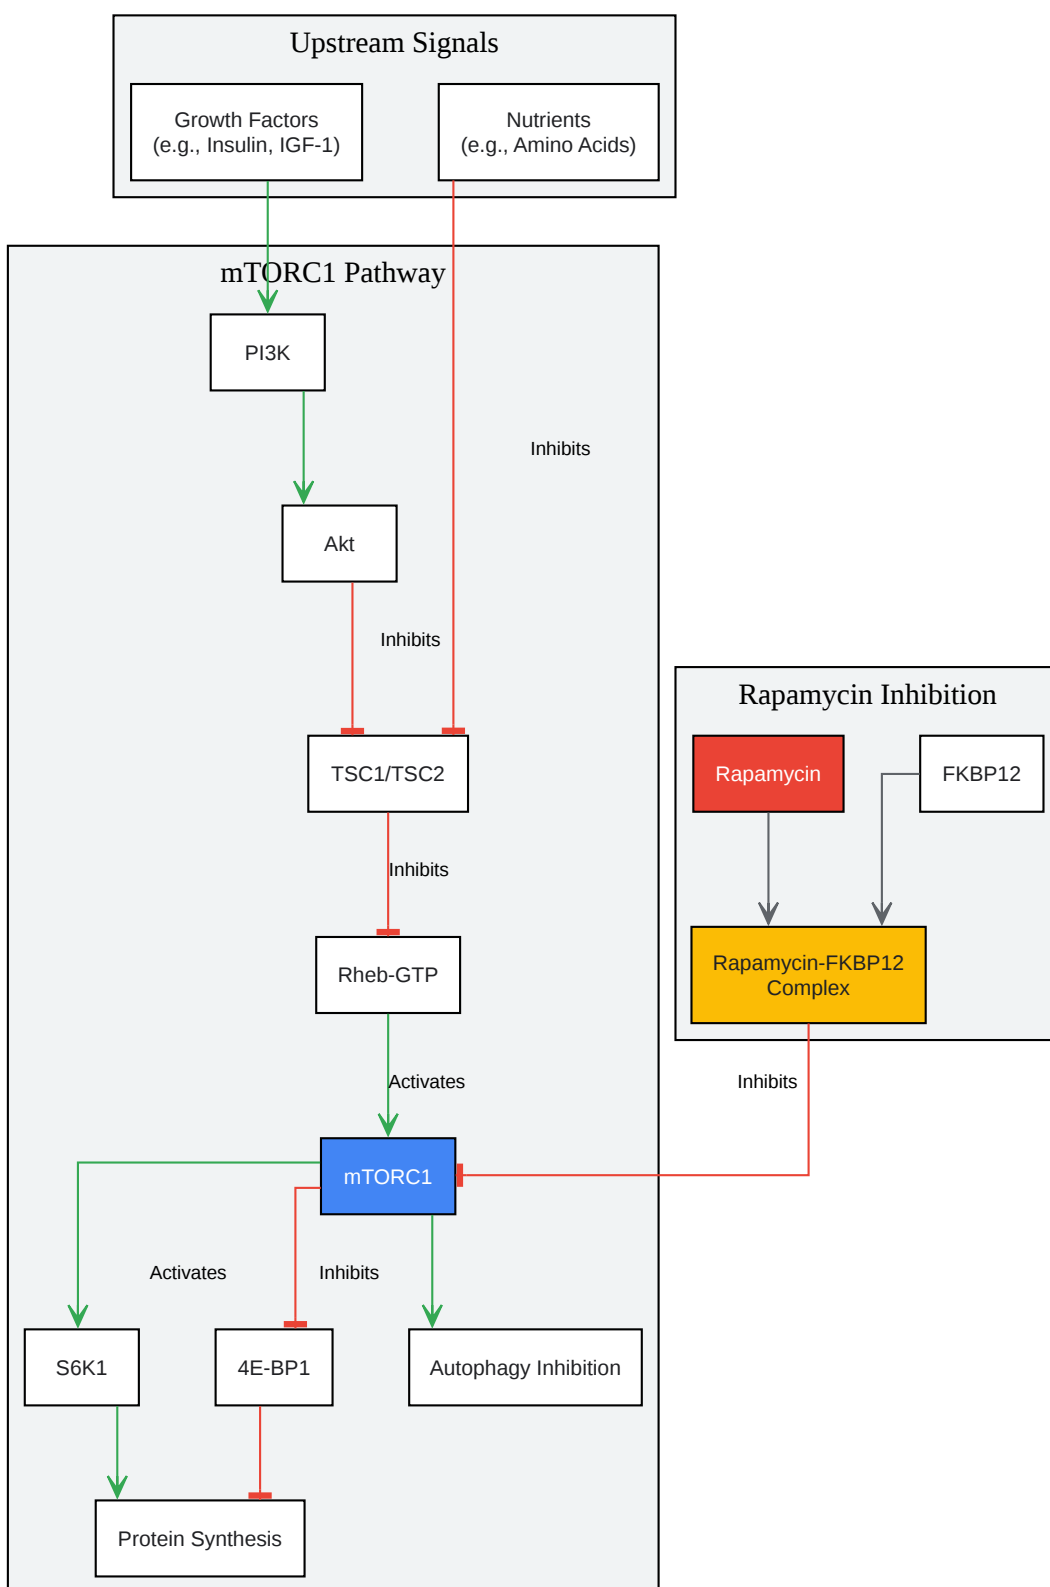 Upstream Signals
Growth Factors
(e.g., Insulin, IGF-1)
Nutrients
(e.g., Amino Acids)
mTORC1 Pathway
PI3K
Inhibits
Akt
Inhibits
TSC1/TSC2
Inhibits
Rheb-GTP
Activates
mTORC1
Activates
Inhibits
S6K1
4E-BP1
Autophagy Inhibition
Protein Synthesis
Rapamycin Inhibition
Rapamycin
FKBP12
Rapamycin-FKBP12
Complex
Inhibits